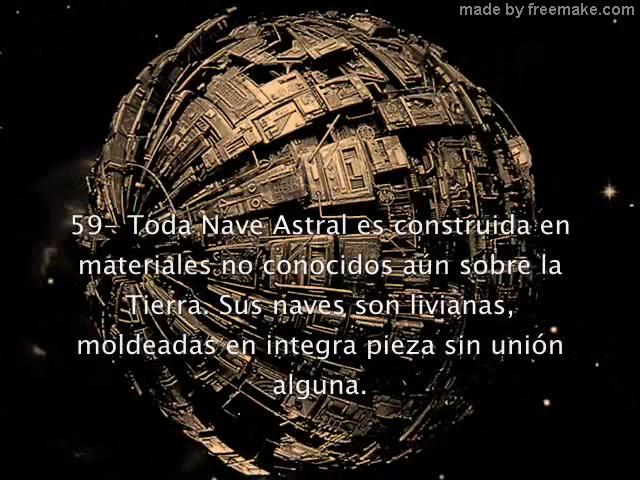 made by freemake.com
59- Toda Nave Astral es construida en
materiales no conocidos aún sobre la
Tierra. Sus naves son livianas,
moldeadas en integra pieza sin unión
alguna.